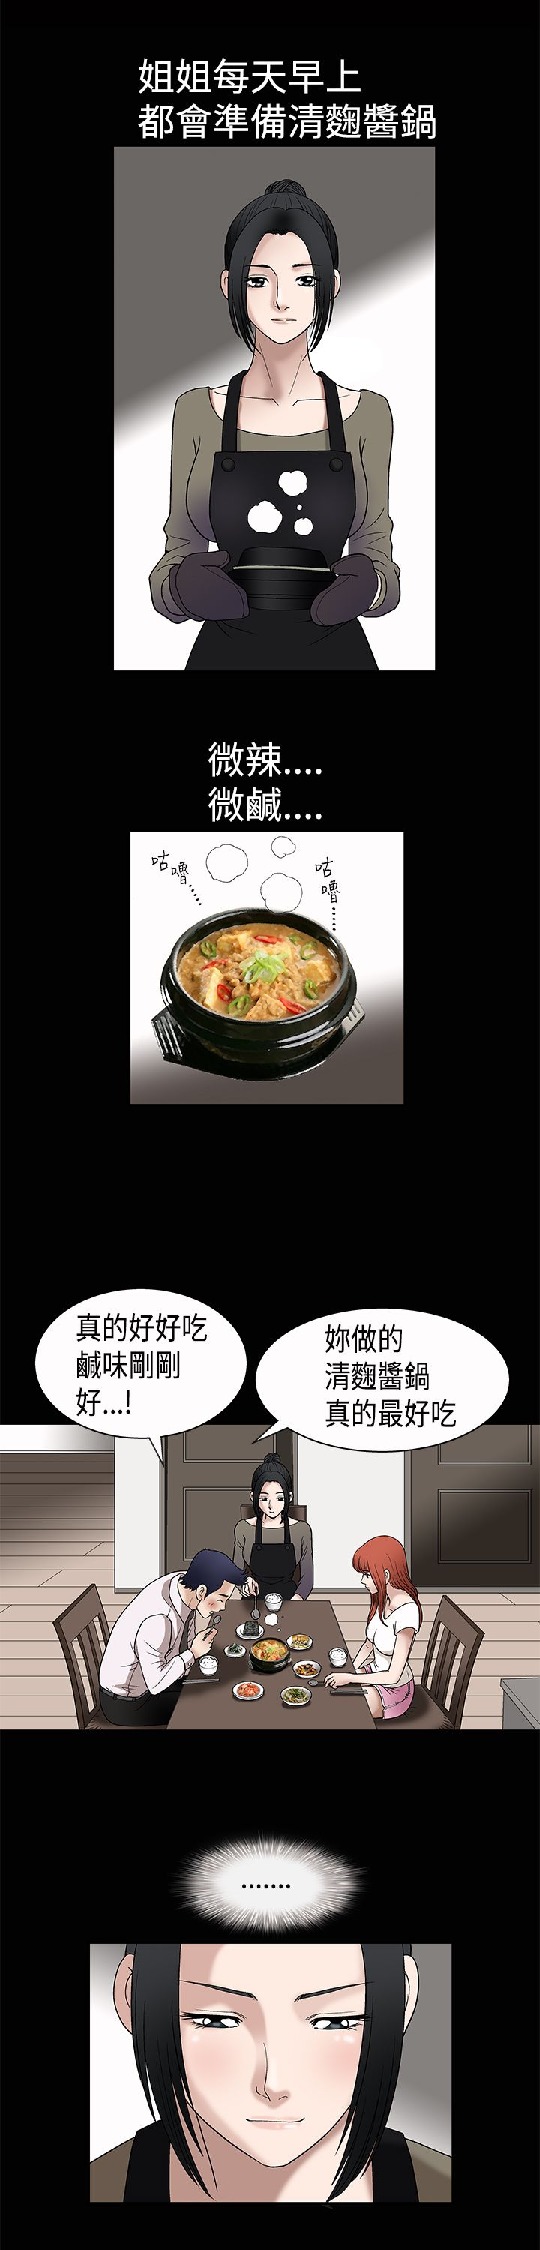 姐姐每天早上
都會準備清麴醬鍋
微辣....
微鹹....
咕嚕......
咕嚕......
真的好好吃
鹹味剛剛
好...!
妳做的
清麴醬鍋
真的最好吃
.......